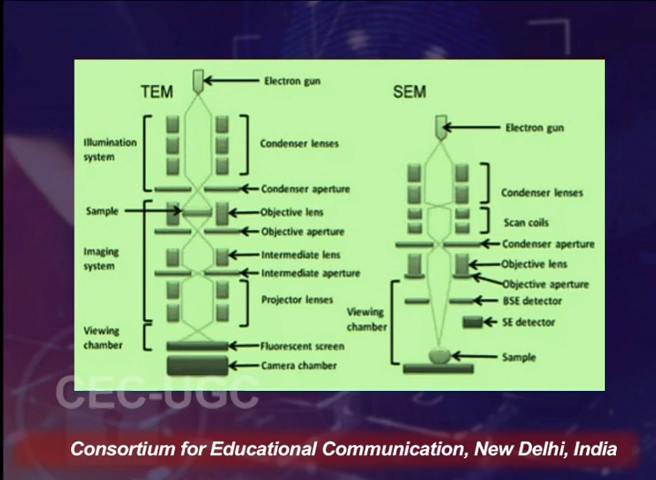 TEM
Electron gun
Illumination
system
Condenser lenses
Condenser aperture
Sample
Objective lens
Objective aperture
Imaging
system
Intermediate lens
Intermediate aperture
Projector lenses
Viewing
chamber
Fluorescent screen
Camera chamber
SEM
Electron gun
Condenser lenses
Scan coils
Condenser aperture
Objective lens
Objective aperture
BSE detector
Viewing
chamber
SE detector
Sample
CEC-UGC
Consortium for Educational Communication, New Delhi, India